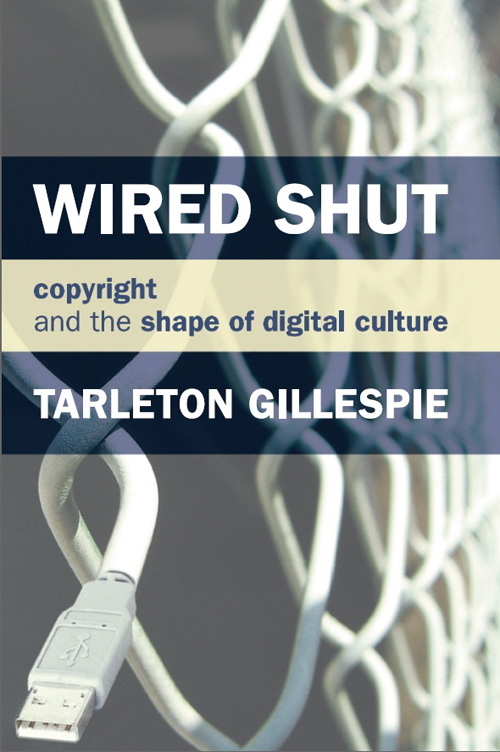 WIRED SHUT
copyright
and the shape of digital culture
TARLETON GILLESPIE